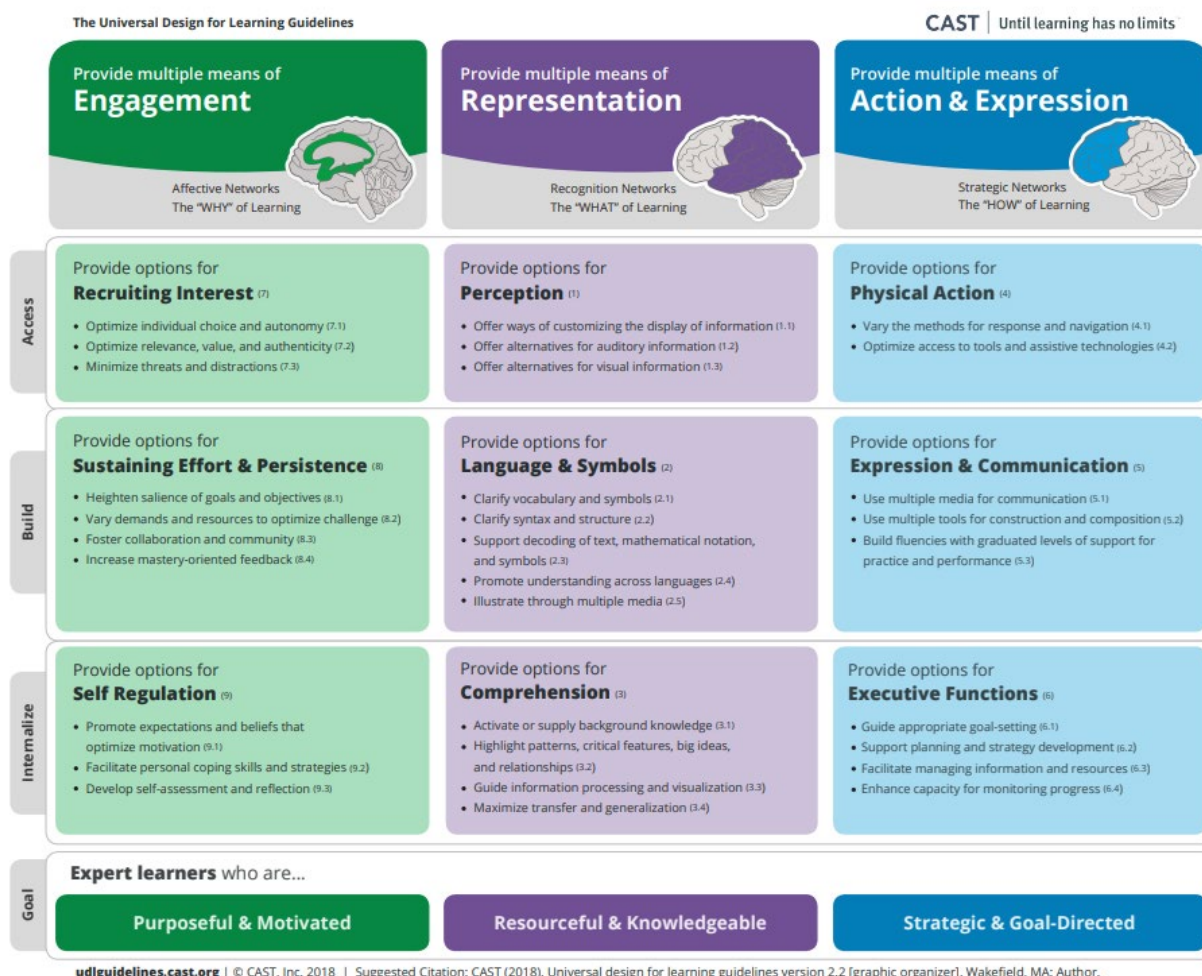 The Universal Design for Learning Guidelines
CAST | Until learning has no limits
Provide multiple means of
Engagement
Affective Networks
The "WHY" of Learning
Provide multiple means of
Representation
Recognition Networks
The "WHAT" of Learning
Provide multiple means of
Action & Expression
Strategic Networks
The "HOW" of Learning
Access
Provide options for
Recruiting Interest (7)
• Optimize individual choice and autonomy (7.1)
• Optimize relevance, value, and authenticity (7.2)
• Minimize threats and distractions (7.3)
Provide options for
Perception (1)
• Offer ways of customizing the display of information (1.1)
• Offer alternatives for auditory information (1.2)
• Offer alternatives for visual information (1.3)
Provide options for
Physical Action (4)
• Vary the methods for response and navigation (4.1)
• Optimize access to tools and assistive technologies (4.2)
Build
Provide options for
Sustaining Effort & Persistence (8)
• Heighten salience of goals and objectives (8.1)
• Vary demands and resources to optimize challenge (8.2)
• Foster collaboration and community (8.3)
• Increase mastery-oriented feedback (8.4)
Provide options for
Language & Symbols (2)
• Clarify vocabulary and symbols (2.1)
• Clarify syntax and structure (2.2)
• Support decoding of text, mathematical notation,
and symbols (2.3)
• Promote understanding across languages (2.4)
• Illustrate through multiple media (2.5)
Provide options for
Expression & Communication (5)
• Use multiple media for communication (5.1)
• Use multiple tools for construction and composition (5.2)
• Build fluencies with graduated levels of support for
practice and performance (5.3)
Internalize
Provide options for
Self Regulation (9)
• Promote expectations and beliefs that
optimize motivation (9.1)
• Facilitate personal coping skills and strategies (9.2)
• Develop self-assessment and reflection (9.3)
Provide options for
Comprehension (3)
• Activate or supply background knowledge (3.1)
• Highlight patterns, critical features, big ideas,
and relationships (3.2)
• Guide information processing and visualization (3.3)
• Maximize transfer and generalization (3.4)
Provide options for
Executive Functions (6)
• Guide appropriate goal-setting (6.1)
• Support planning and strategy development (6.2)
• Facilitate managing information and resources (6.3)
• Enhance capacity for monitoring progress (6.4)
Goal
Expert learners who are...
Purposeful & Motivated
Resourceful & Knowledgeable
Strategic & Goal-Directed
udlguidelines.cast.org | © CAST, Inc. 2018 | Suggested Citation: CAST (2018). Universal design for learning guidelines version 2.2 [graphic organizer]. Wakefield, MA: Author.